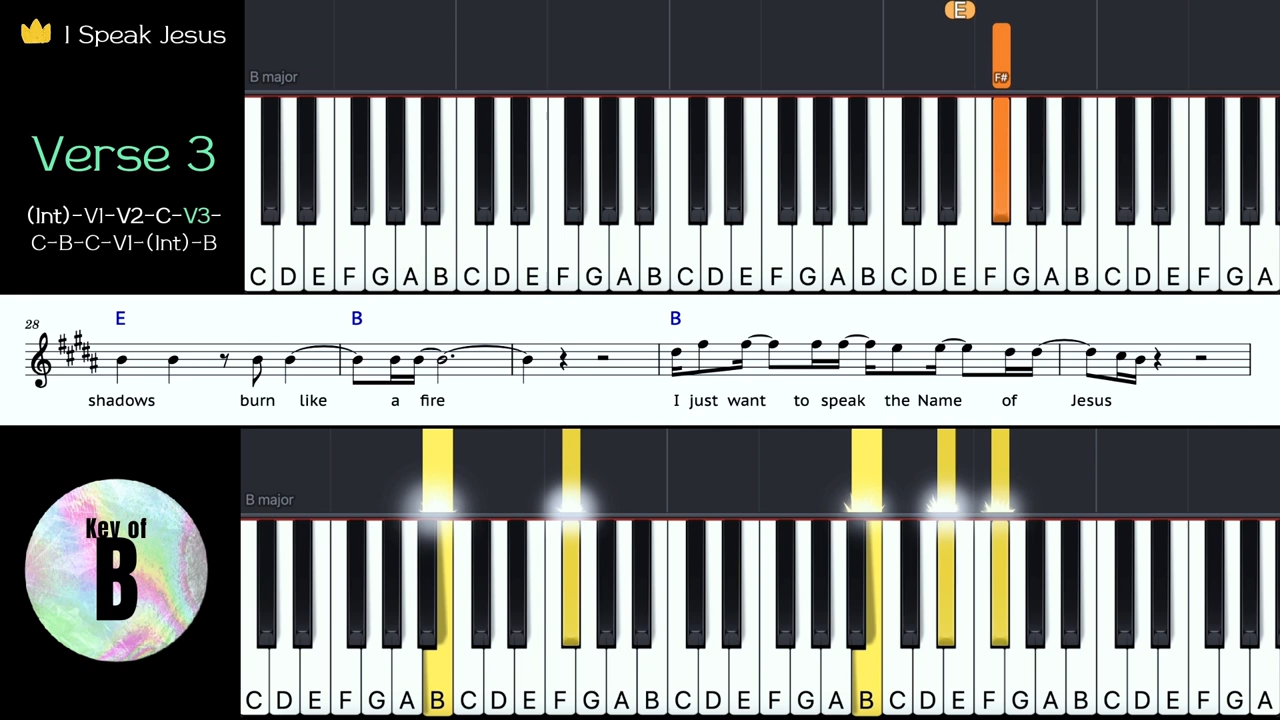 I Speak Jesus
E
F#
B major
Verse 3
(Int)-V1-V2-C-V3-
C-B-C-V1-(Int)-B
C D E F G A B C D E F G A B C D E F G A B C D E F G A B C D E F G A
28
E B B
shadows burn like a fire I just want to speak the Name of Jesus
B major
Key of
B
C D E F G A B C D E F G A B C D E F G A B C D E F G A B C D E F G A